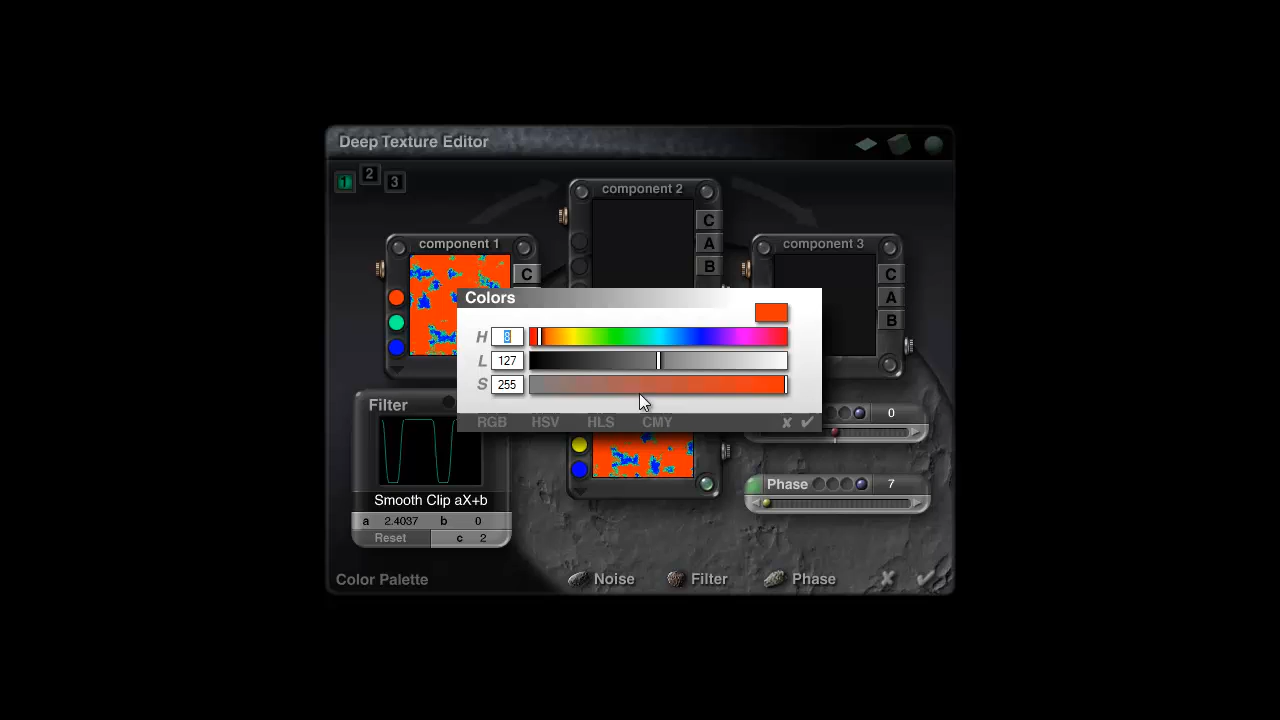 Deep Texture Editor
1 2 3
component 1
C
component 2
C
A
B
component 3
C
A
B
Colors
H 8
L 127
S 255
RGB HSV HLS CMY
Filter
Smooth Clip aX+b
a 2.4037 b 0
Reset c 2
0
Phase 7
Color Palette
Noise Filter Phase